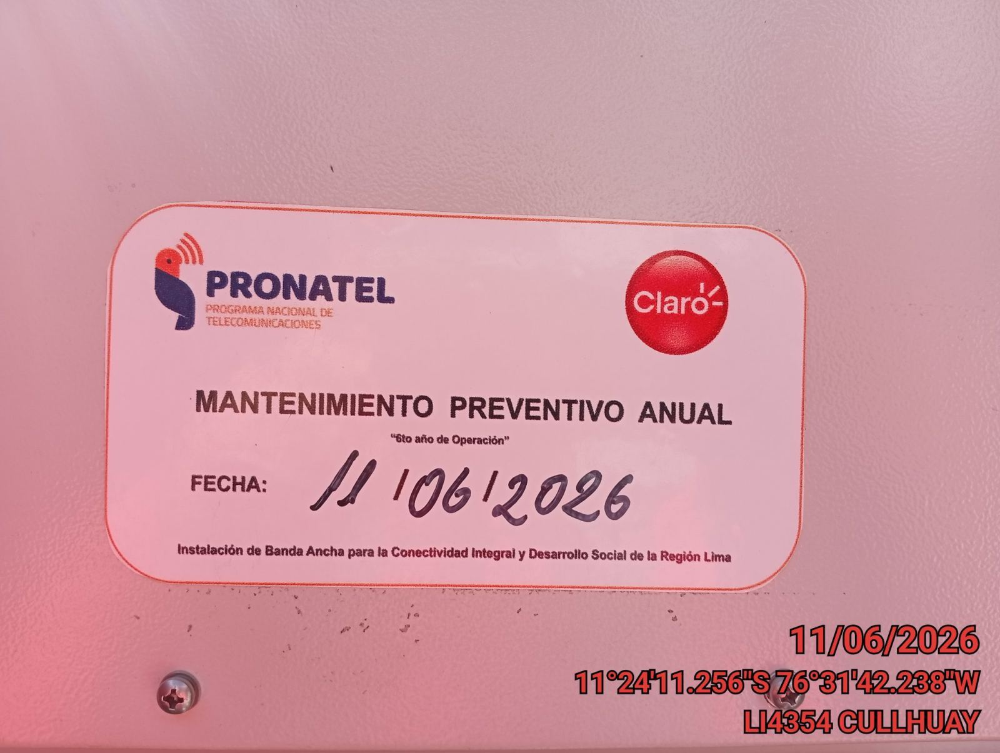 PRONATEL
PROGRAMA NACIONAL DE
TELECOMUNICACIONES
Claro
MANTENIMIENTO PREVENTIVO ANUAL
“6to año de Operación”
FECHA: 11/06/2026
Instalación de Banda Ancha para la Conectividad Integral y Desarrollo Social de la Región Lima
11/06/2026
11°24'11.256"S 76°31'42.238"W
LI4354 CULLHUAY